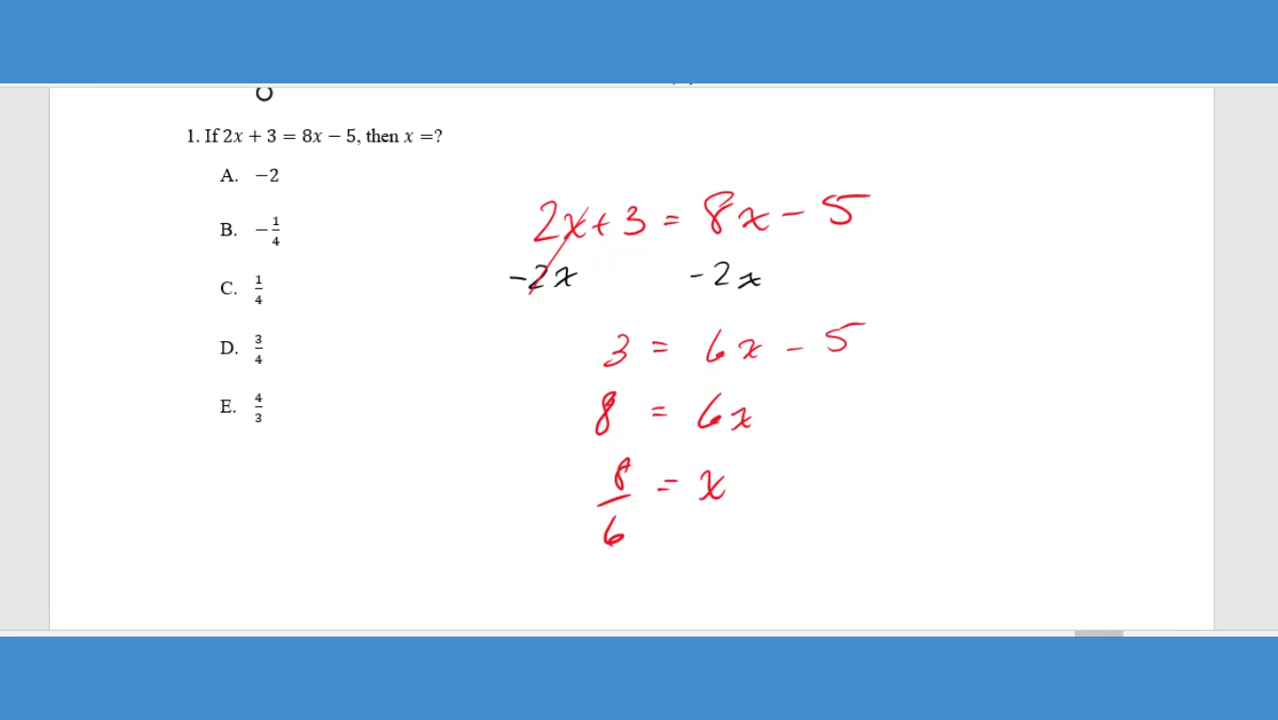 1. If 2x + 3 = 8x − 5, then x =?
A. −2
B. −1/4
C. 1/4
D. 3/4
E. 4/3
2x + 3 = 8x − 5
−2x −2x
3 = 6x − 5
8 = 6x
8/6 = x